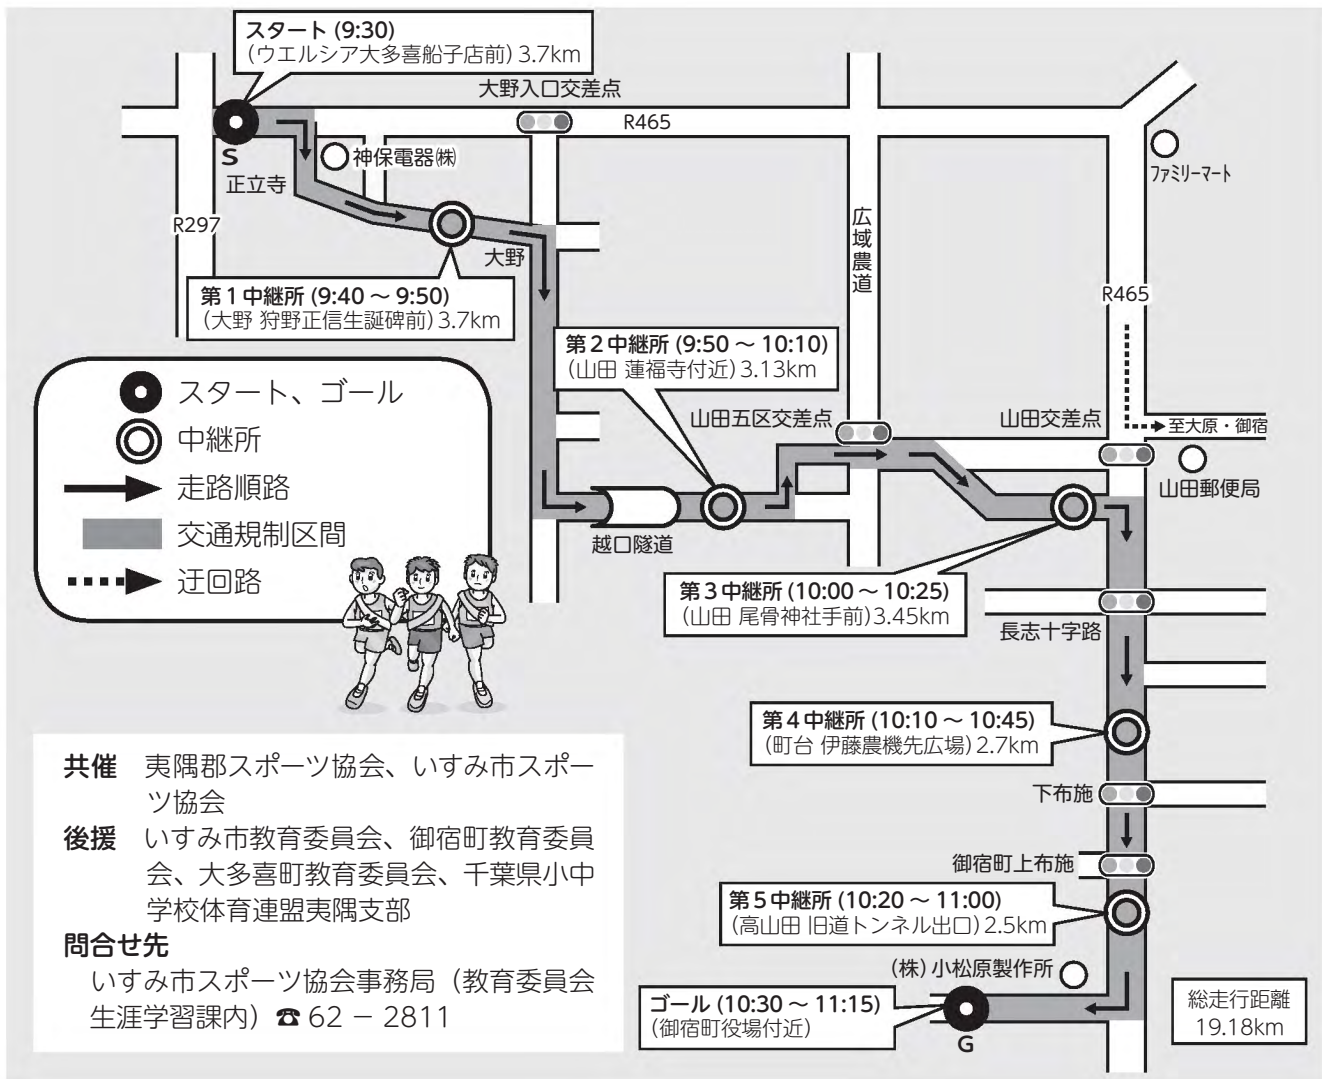 スタート (9:30)
(ウエルシア大多喜船子店前) 3.7km
大野入口交差点
R465
S
神保電器㈱
正立寺
ファミリーマート
R297
大野
広域農道
第１中継所 (9:40 ～ 9:50)
(大野 狩野正信生誕碑前) 3.7km
R465
第２中継所 (9:50 ～ 10:10)
(山田 蓮福寺付近) 3.13km
スタート、ゴール
中継所
走路順路
交通規制区間
迂回路
山田五区交差点
山田交差点
至大原・御宿
山田郵便局
越口隧道
第３中継所 (10:00 ～ 10:25)
(山田 尾骨神社手前) 3.45km
長志十字路
第４中継所 (10:10 ～ 10:45)
(町台 伊藤農機先広場) 2.7km
下布施
御宿町上布施
第５中継所 (10:20 ～ 11:00)
(高山田 旧道トンネル出口) 2.5km
(株) 小松原製作所
ゴール (10:30 ～ 11:15)
(御宿町役場付近)
G
総走行距離
19.18km
共催　夷隅郡スポーツ協会、いすみ市スポー
ツ協会
後援　いすみ市教育委員会、御宿町教育委員
会、大多喜町教育委員会、千葉県小中
学校体育連盟夷隅支部
問合せ先
いすみ市スポーツ協会事務局（教育委員会
生涯学習課内）☎ 62 － 2811